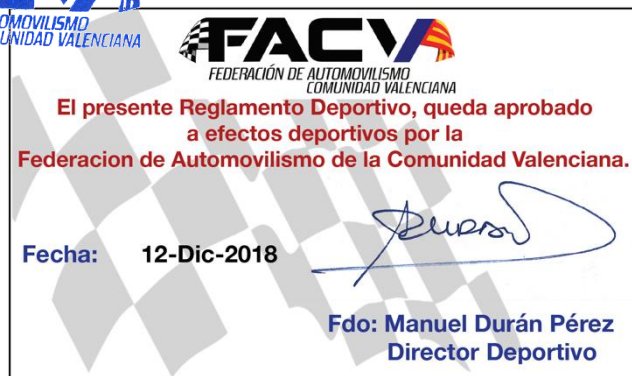 OMOVILISMO
UNIDAD VALENCIANA
FACVA
FEDERACIÓN DE AUTOMOVILISMO
COMUNIDAD VALENCIANA
El presente Reglamento Deportivo, queda aprobado
a efectos deportivos por la
Federacion de Automovilismo de la Comunidad Valenciana.
Fecha: 12-Dic-2018
Fdo: Manuel Durán Pérez
Director Deportivo